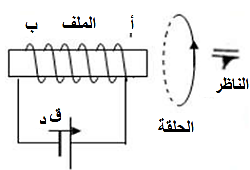 ب الملف أ
الناظر
الحلقة
ق د